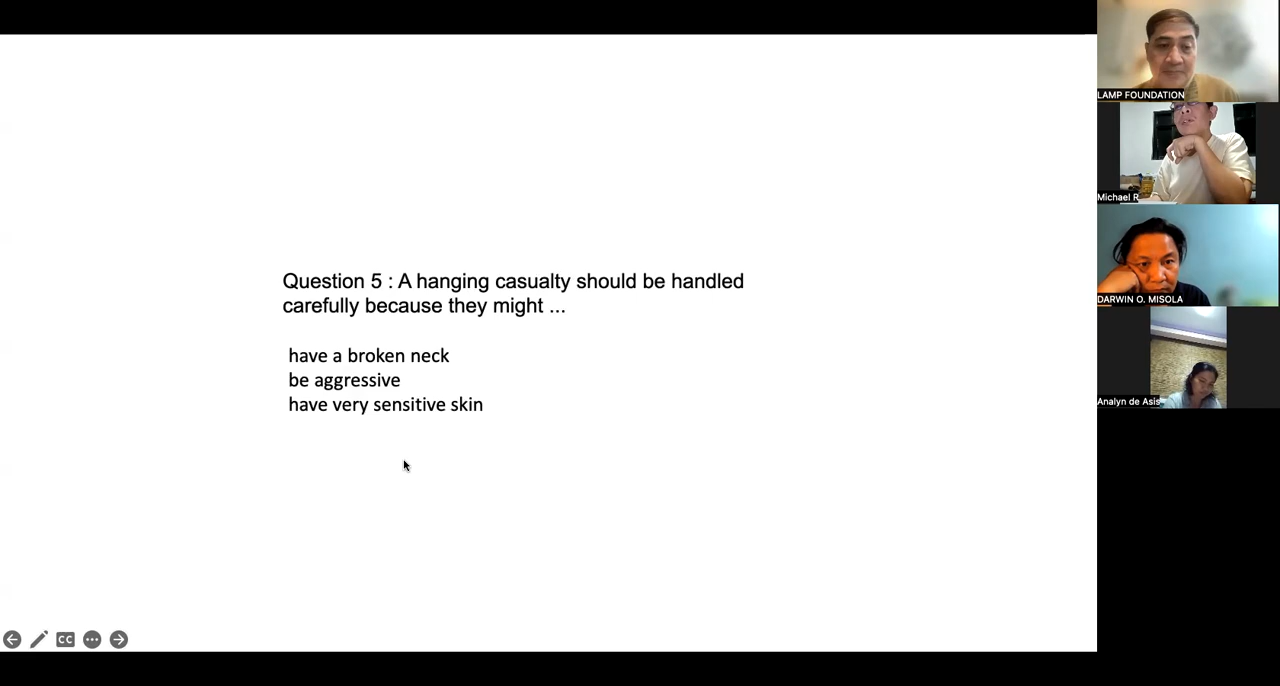 Question 5 : A hanging casualty should be handled
carefully because they might ...
have a broken neck
be aggressive
have very sensitive skin
LAMP FOUNDATION
Michael R
DARWIN O. MISOLA
Analyn de Asis
CC